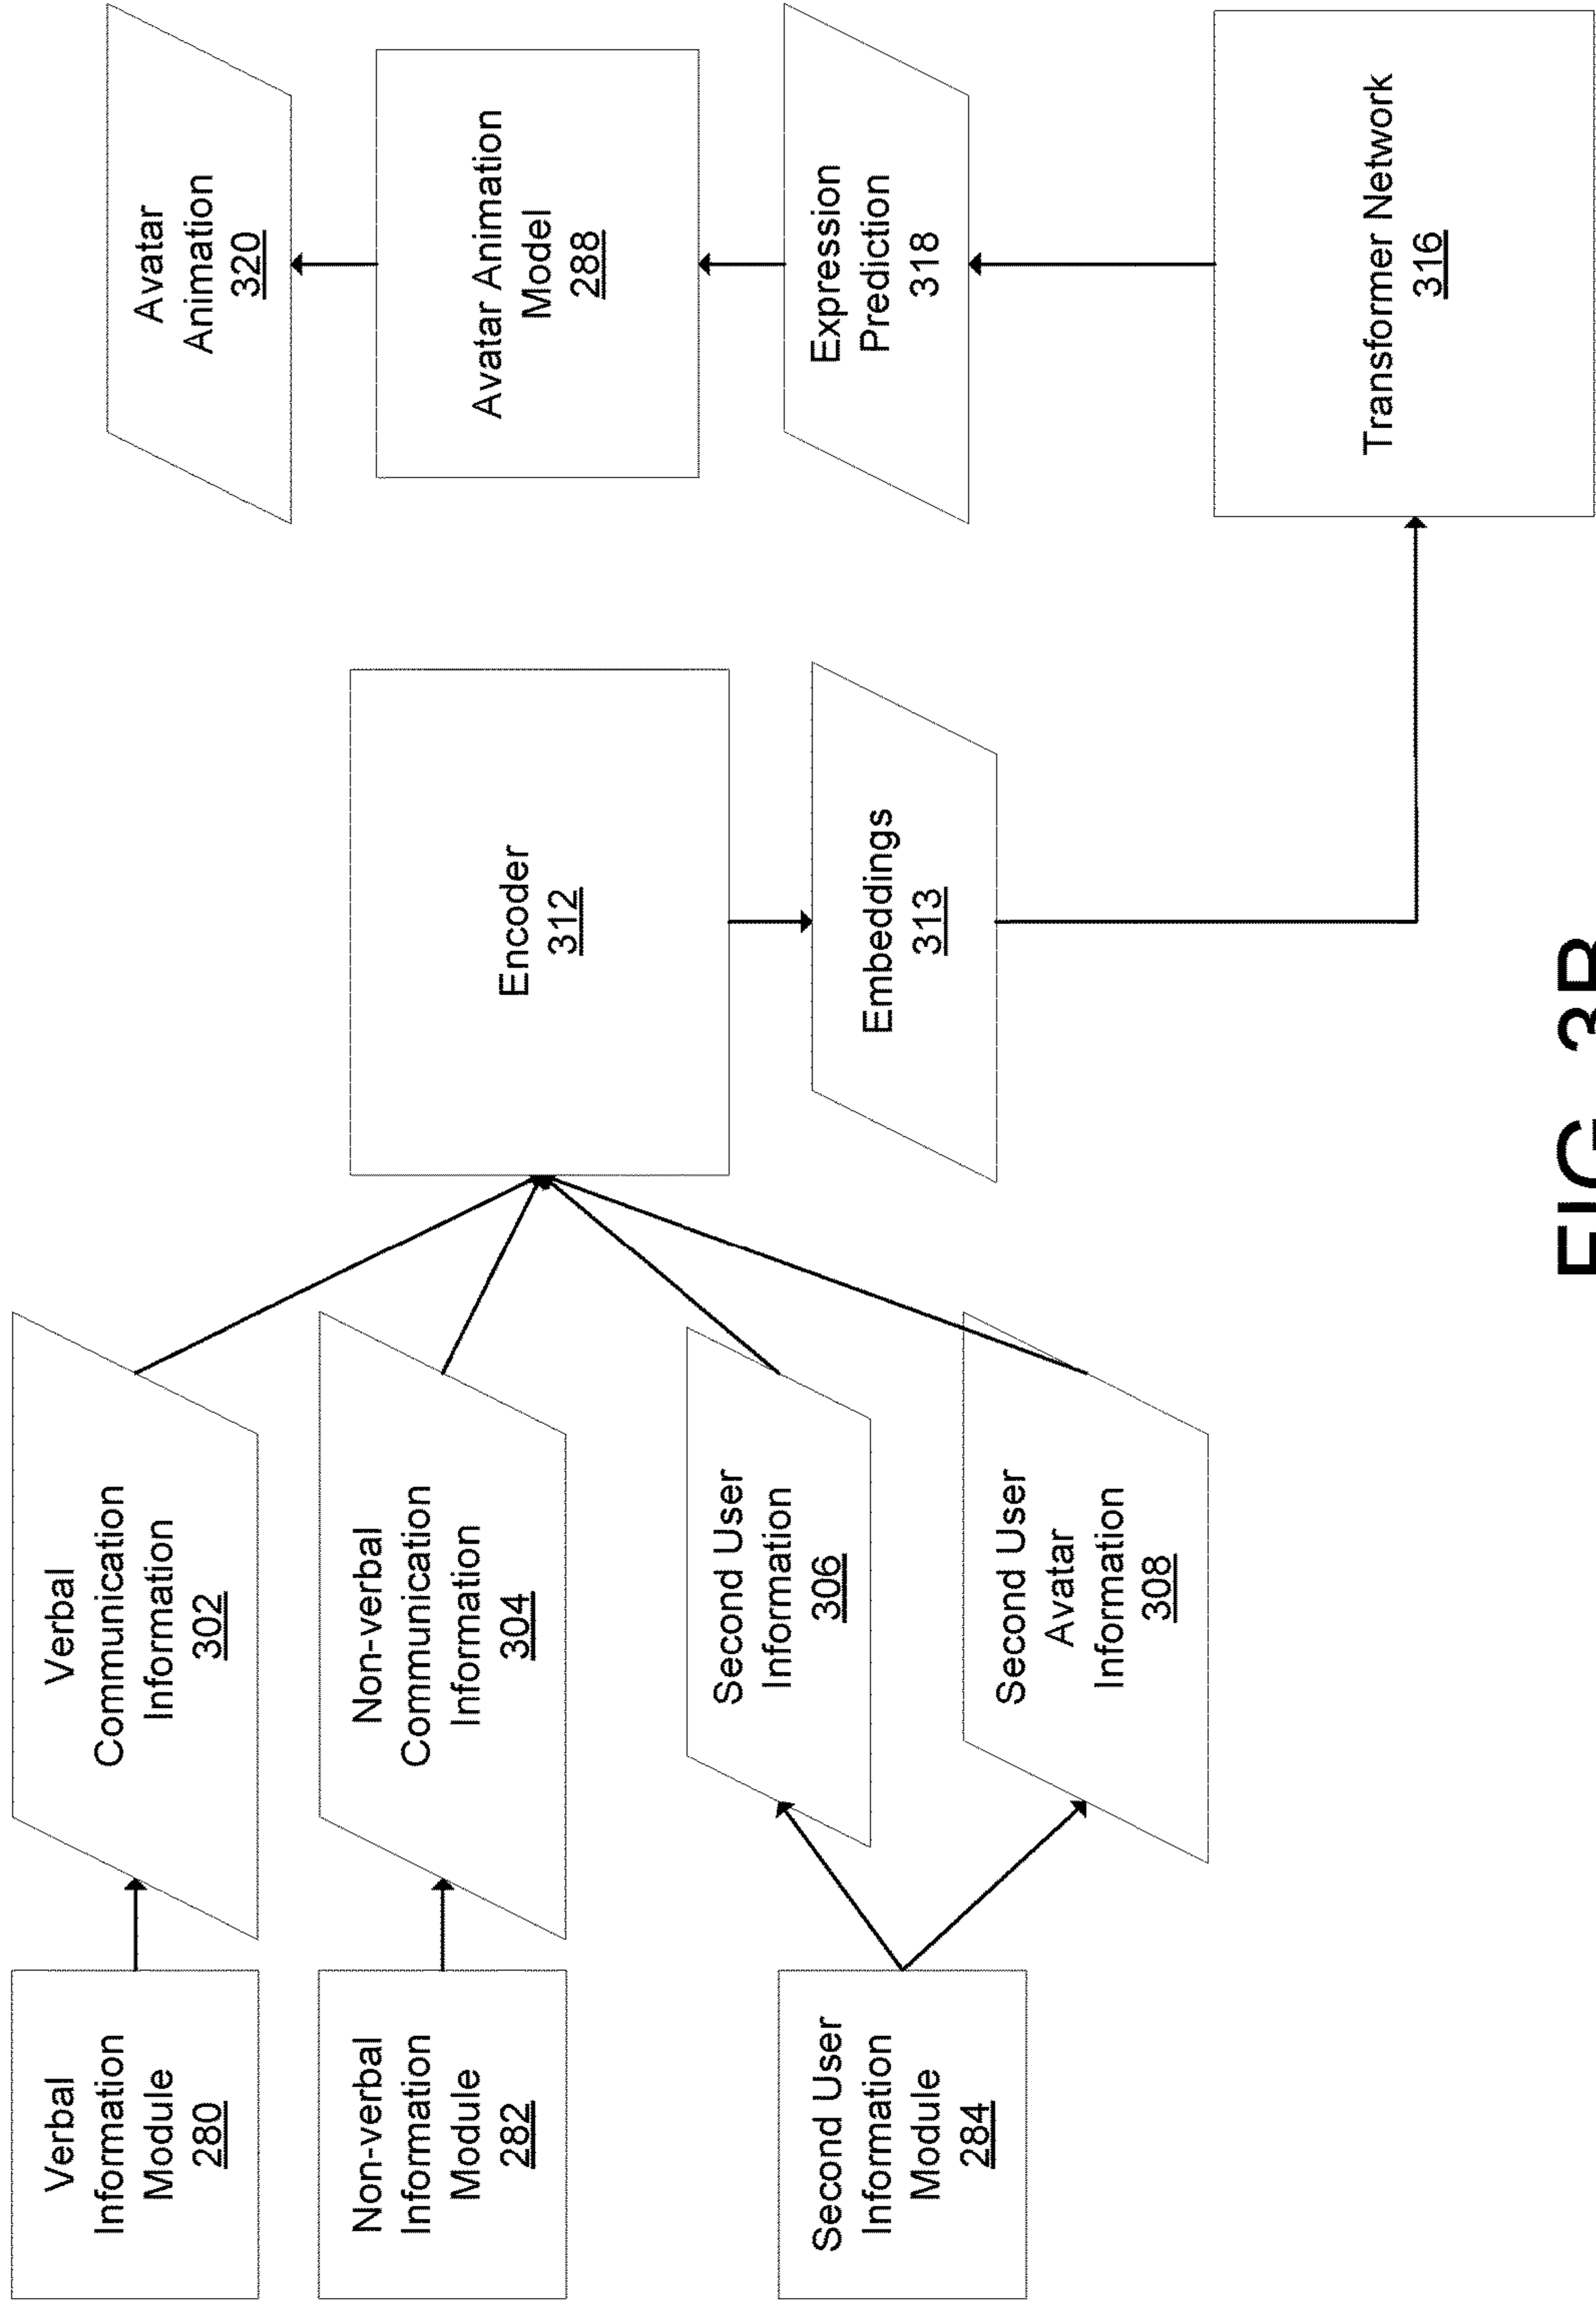 Verbal
Information
Module
280
Verbal
Communication
Information
302
Non-verbal
Information
Module
282
Non-verbal
Communication
Information
304
Second User
Information
Module
284
Second User
Information
306
Second User
Avatar
Information
308
Encoder
312
Embeddings
313
Transformer Network
316
Expression
Prediction
318
Avatar Animation
Model
288
Avatar
Animation
320
FIG. 3B